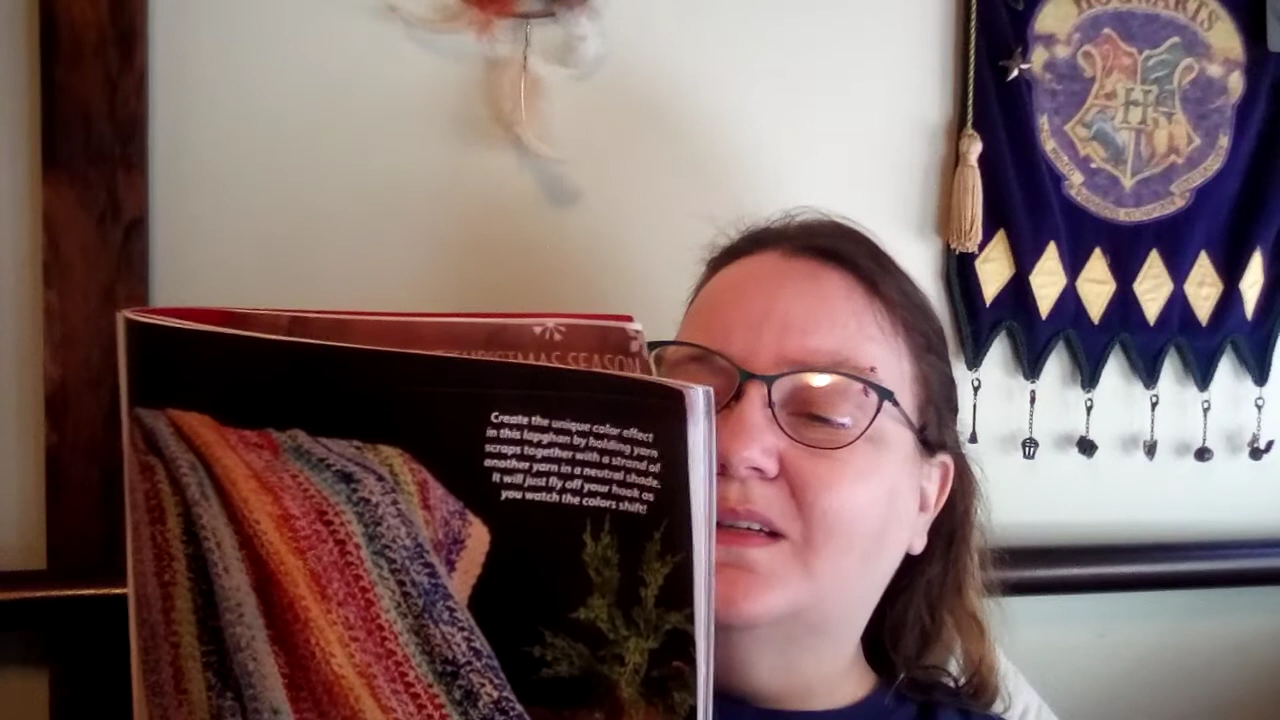 HOGWARTS
H
CHRISTMAS SEASON
Create the unique color effect
in this lapghan by holding yarn
scraps together with a strand of
another yarn in a neutral shade.
It will just fly off your hook as
you watch the colors shift!